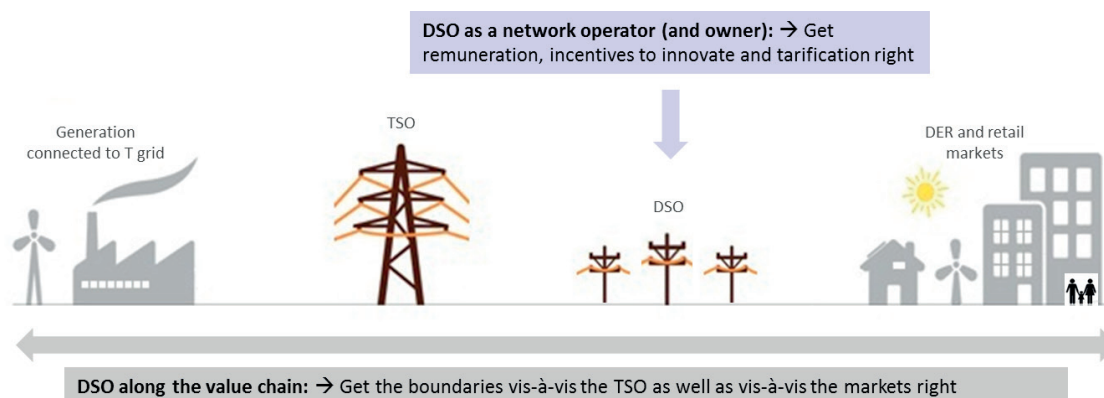 DSO as a network operator (and owner): → Get
remuneration, incentives to innovate and tarification right
Generation
connected to T grid
TSO
DSO
DER and retail
markets
DSO along the value chain: → Get the boundaries vis-à-vis the TSO as well as vis-à-vis the markets right